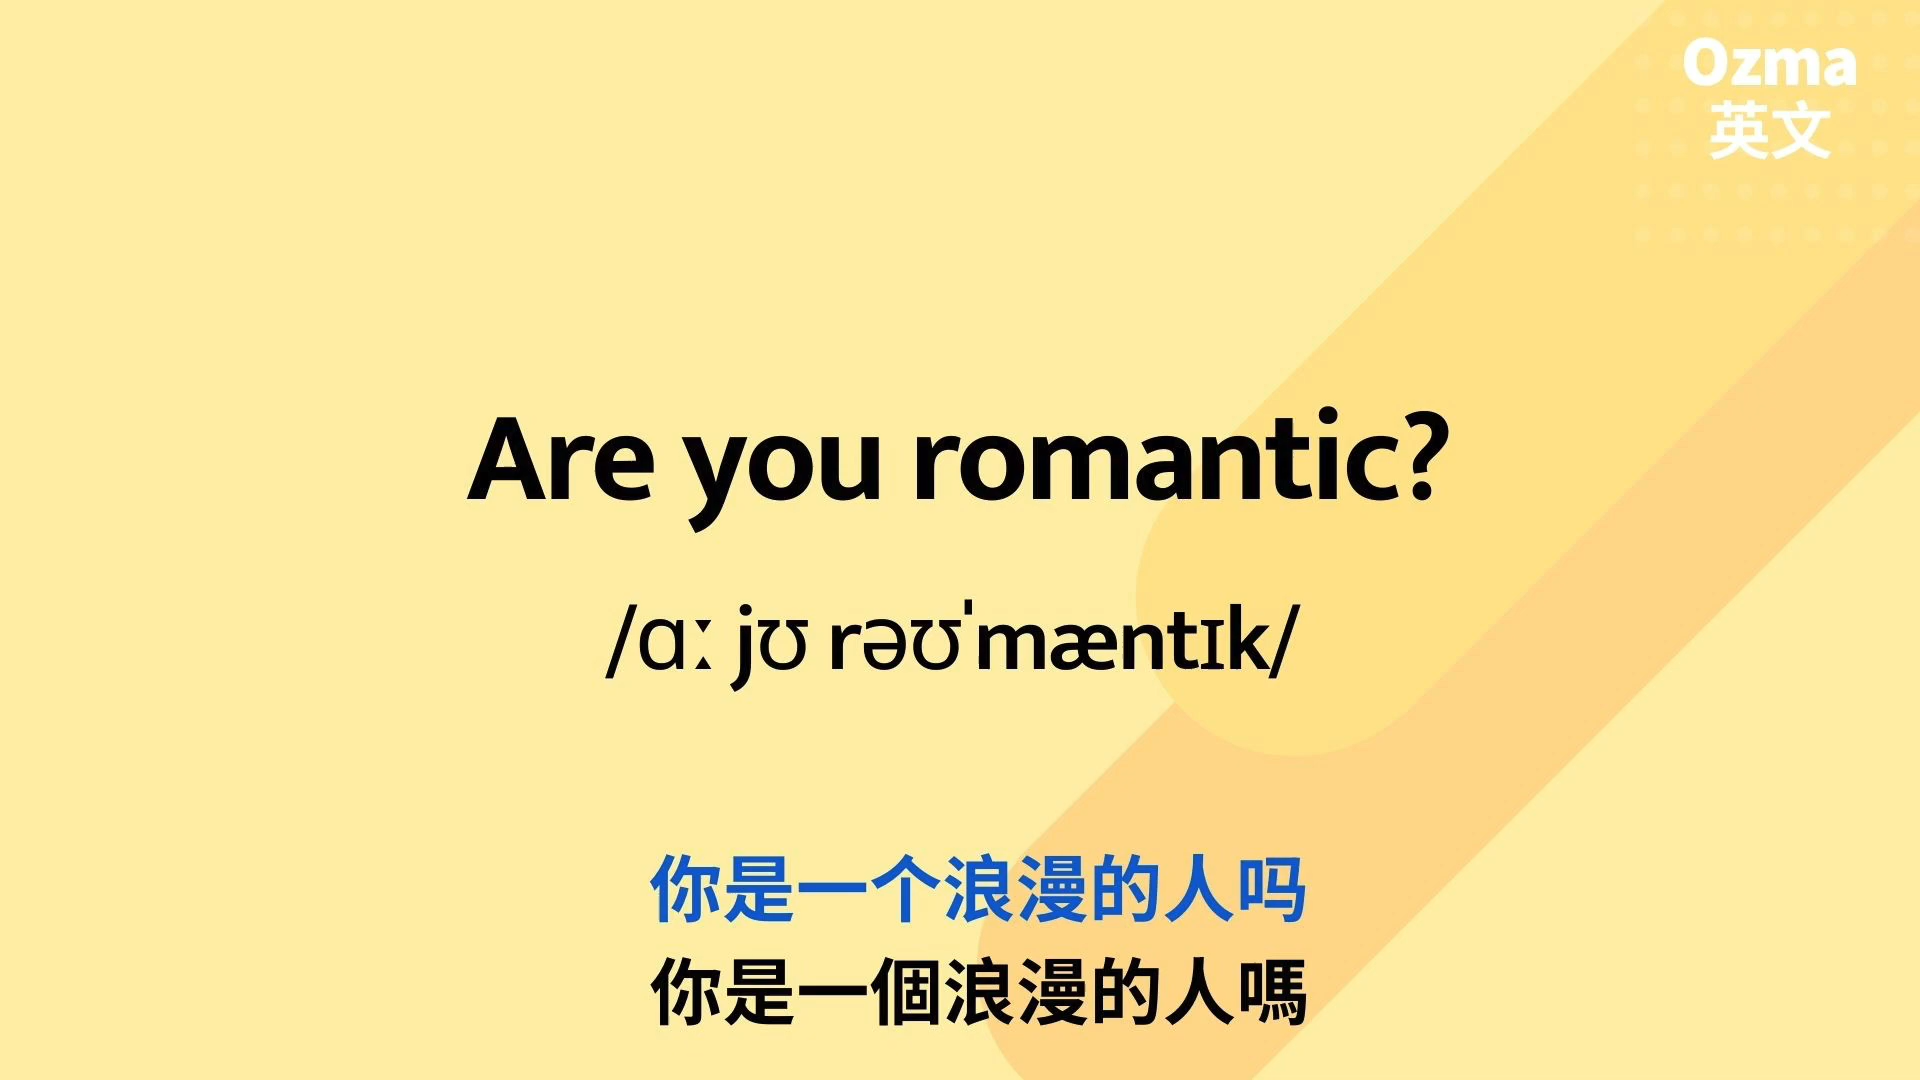 Ozma
英文
Are you romantic?
/ɑː jʊ rəʊˈmæntɪk/
你是一个浪漫的人吗
你是一個浪漫的人嗎